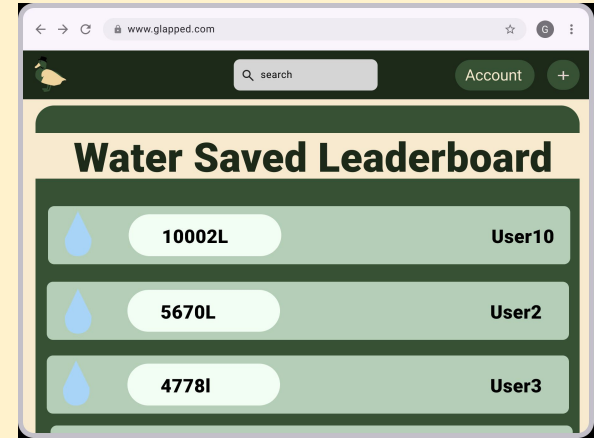 www.glapped.com
G
search
Account +
Water Saved Leaderboard
10002L User10
5670L User2
4778l User3